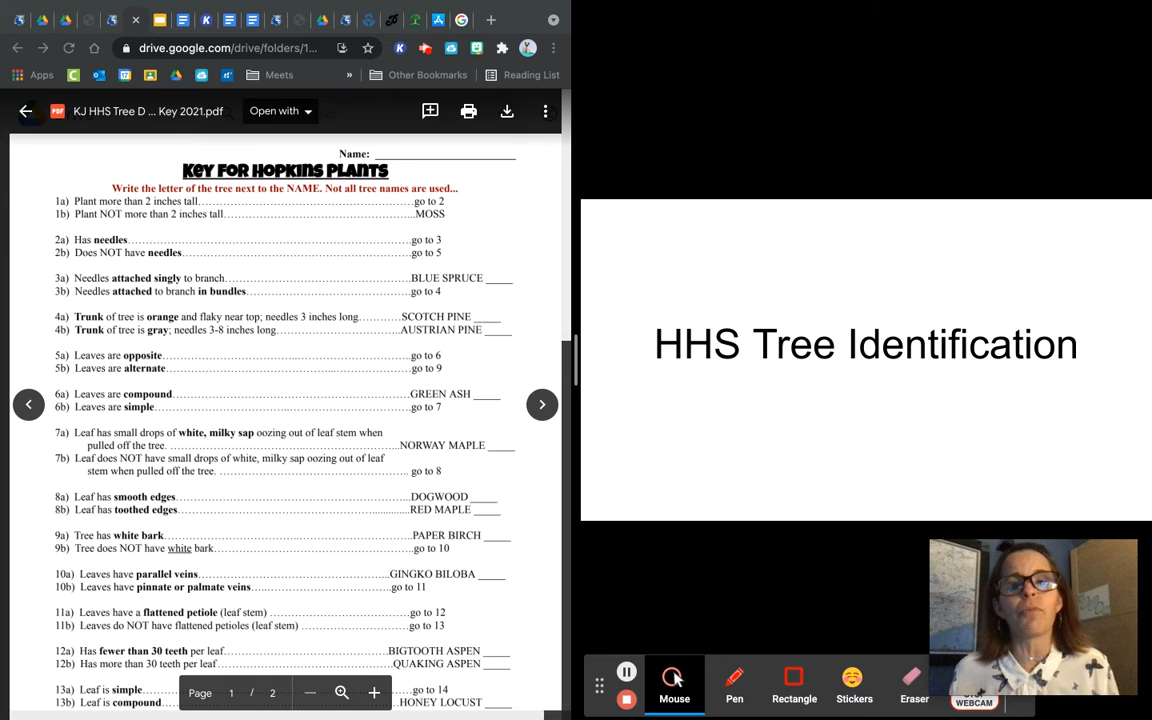 drive.google.com/drive/folders/1...
Apps
Meets
»
Other Bookmarks
Reading List
KJ HHS Tree D ... Key 2021.pdf
Open with
Name: ________________________
Key for Hopkins Plants
Write the letter of the tree next to the NAME. Not all tree names are used...
1a) Plant more than 2 inches tall……………………………………………go to 2
1b) Plant NOT more than 2 inches tall……………………………………...MOSS
2a) Has needles……………………………………………………………go to 3
2b) Does NOT have needles………………………………………………go to 5
3a) Needles attached singly to branch……………………………………BLUE SPRUCE _____
3b) Needles attached to branch in bundles………………………………go to 4
4a) Trunk of tree is orange and flaky near top; needles 3 inches long…………SCOTCH PINE _____
4b) Trunk of tree is gray; needles 3-8 inches long…………………………AUSTRIAN PINE _____
5a) Leaves are opposite……………………………………………………go to 6
5b) Leaves are alternate……………………………………………………go to 9
6a) Leaves are compound…………………………………………………GREEN ASH _____
6b) Leaves are simple………………………………………………………go to 7
7a) Leaf has small drops of white, milky sap oozing out of leaf stem when
pulled off the tree. ………………………………………………...NORWAY MAPLE _____
7b) Leaf does NOT have small drops of white, milky sap oozing out of leaf
stem when pulled off the tree. ……………………………………… go to 8
8a) Leaf has smooth edges…………………………………………………DOGWOOD _____
8b) Leaf has toothed edges…………………………………………………RED MAPLE _____
9a) Tree has white bark……………………………………………………PAPER BIRCH _____
9b) Tree does NOT have white bark………………………………………go to 10
10a) Leaves have parallel veins…………………………………………...GINGKO BILOBA _____
10b) Leaves have pinnate or palmate veins………………………………go to 11
11a) Leaves have a flattened petiole (leaf stem) …………………………go to 12
11b) Leaves do NOT have flattened petioles (leaf stem) …………………go to 13
12a) Has fewer than 30 teeth per leaf……………………………………BIGTOOTH ASPEN _____
12b) Has more than 30 teeth per leaf……………………………………QUAKING ASPEN _____
13a) Leaf is simple……………………………………………………go to 14
13b) Leaf is compound…………………………………………………HONEY LOCUST _____
Page 1 / 2
HHS Tree Identification
Mouse
Pen
Rectangle
Stickers
Eraser
WEBCAM